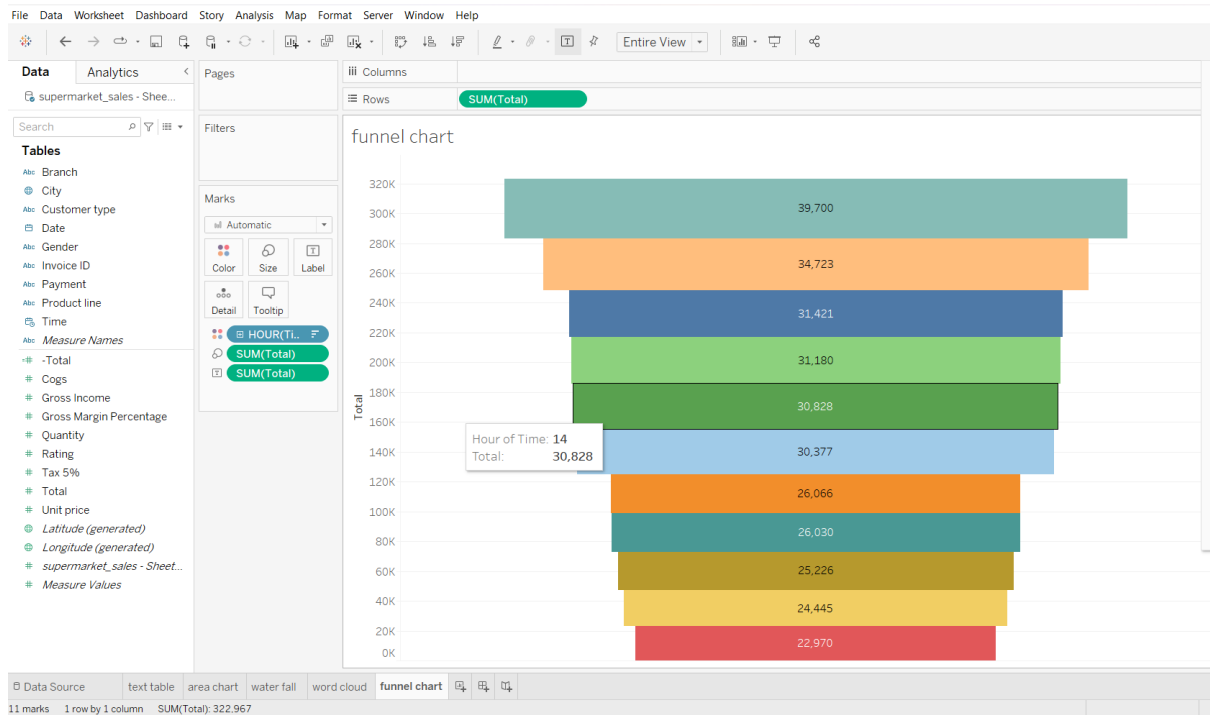 File Data Worksheet Dashboard Story Analysis Map Format Server Window Help
Entire View
Data Analytics
supermarket_sales - Shee...
Search
Tables
Abc Branch
City
Abc Customer type
Date
Abc Gender
Abc Invoice ID
Abc Payment
Abc Product line
Time
Abc Measure Names
=# -Total
# Cogs
# Gross Income
# Gross Margin Percentage
# Quantity
# Rating
# Tax 5%
# Total
# Unit price
Latitude (generated)
Longitude (generated)
# supermarket_sales - Sheet...
# Measure Values
Pages
Filters
Marks
Automatic
Color Size Label
Detail Tooltip
HOUR(Ti..
SUM(Total)
SUM(Total)
Columns
Rows SUM(Total)
funnel chart
Total
320K
300K
280K
260K
240K
220K
200K
180K
160K
140K
120K
100K
80K
60K
40K
20K
0K
39,700
34,723
31,421
31,180
30,828
30,377
26,066
26,030
25,226
24,445
22,970
Hour of Time: 14
Total: 30,828
Data Source text table area chart water fall word cloud funnel chart
11 marks 1 row by 1 column SUM(Total): 322,967